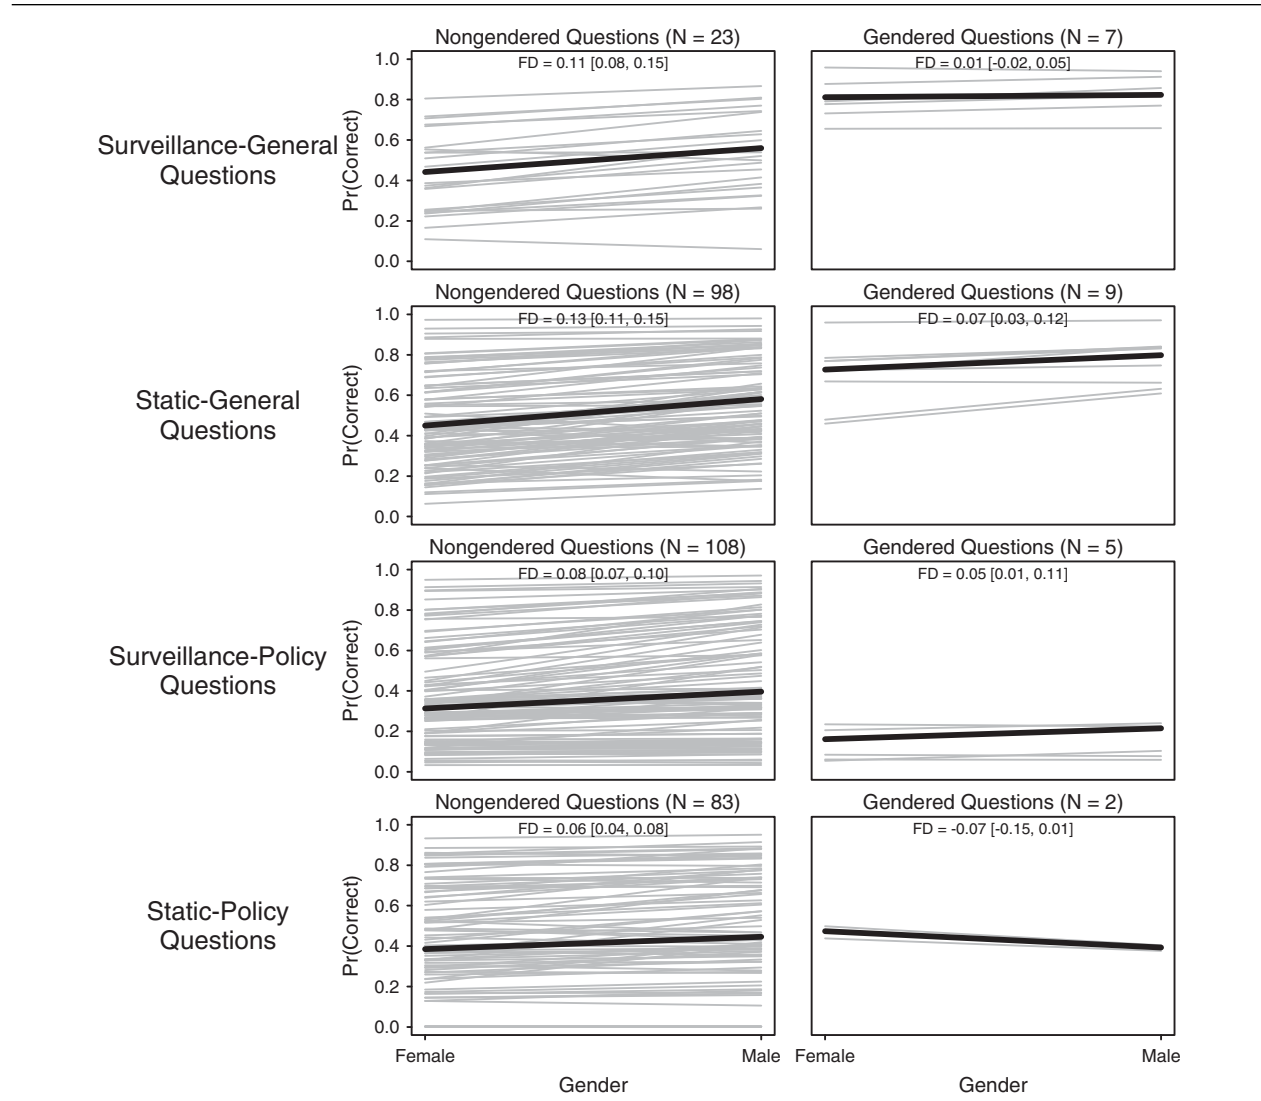 Nongendered Questions (N = 23)
Gendered Questions (N = 7)
FD = 0.11 [0.08, 0.15]
FD = 0.01 [-0.02, 0.05]
Surveillance-General
Questions
Pr(Correct)
1.0
0.8
0.6
0.4
0.2
0.0
Nongendered Questions (N = 98)
Gendered Questions (N = 9)
FD = 0.13 [0.11, 0.15]
FD = 0.07 [0.03, 0.12]
Static-General
Questions
Pr(Correct)
1.0
0.8
0.6
0.4
0.2
0.0
Nongendered Questions (N = 108)
Gendered Questions (N = 5)
FD = 0.08 [0.07, 0.10]
FD = 0.05 [0.01, 0.11]
Surveillance-Policy
Questions
Pr(Correct)
1.0
0.8
0.6
0.4
0.2
0.0
Nongendered Questions (N = 83)
Gendered Questions (N = 2)
FD = 0.06 [0.04, 0.08]
FD = -0.07 [-0.15, 0.01]
Static-Policy
Questions
Pr(Correct)
1.0
0.8
0.6
0.4
0.2
0.0
Female
Male
Female
Male
Gender
Gender